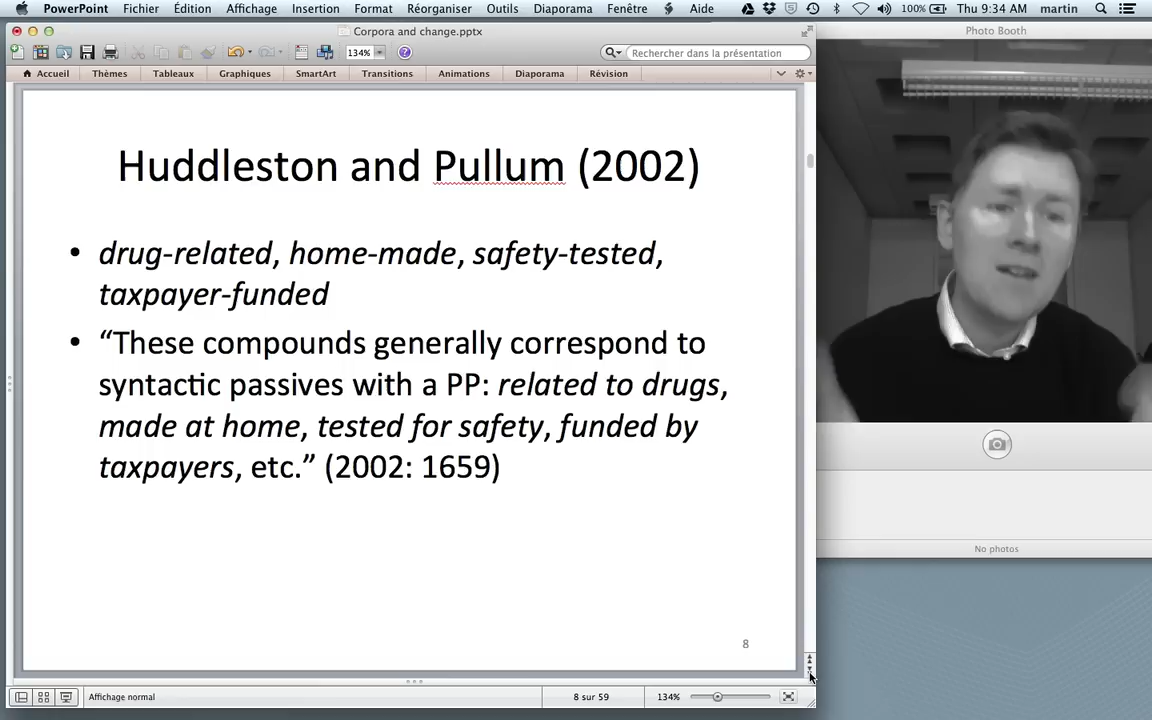 PowerPoint Fichier Édition Affichage Insertion Format Réorganiser Outils Diaporama Fenêtre Aide 100% Thu 9:34 AM martin
Corpora and change.pptx
134% Rechercher dans la présentation
Accueil Thèmes Tableaux Graphiques SmartArt Transitions Animations Diaporama Révision
Photo Booth
Huddleston and Pullum (2002)
• drug-related, home-made, safety-tested,
taxpayer-funded
• “These compounds generally correspond to
syntactic passives with a PP: related to drugs,
made at home, tested for safety, funded by
taxpayers, etc.” (2002: 1659)
8
No photos
Affichage normal 8 sur 59 134%